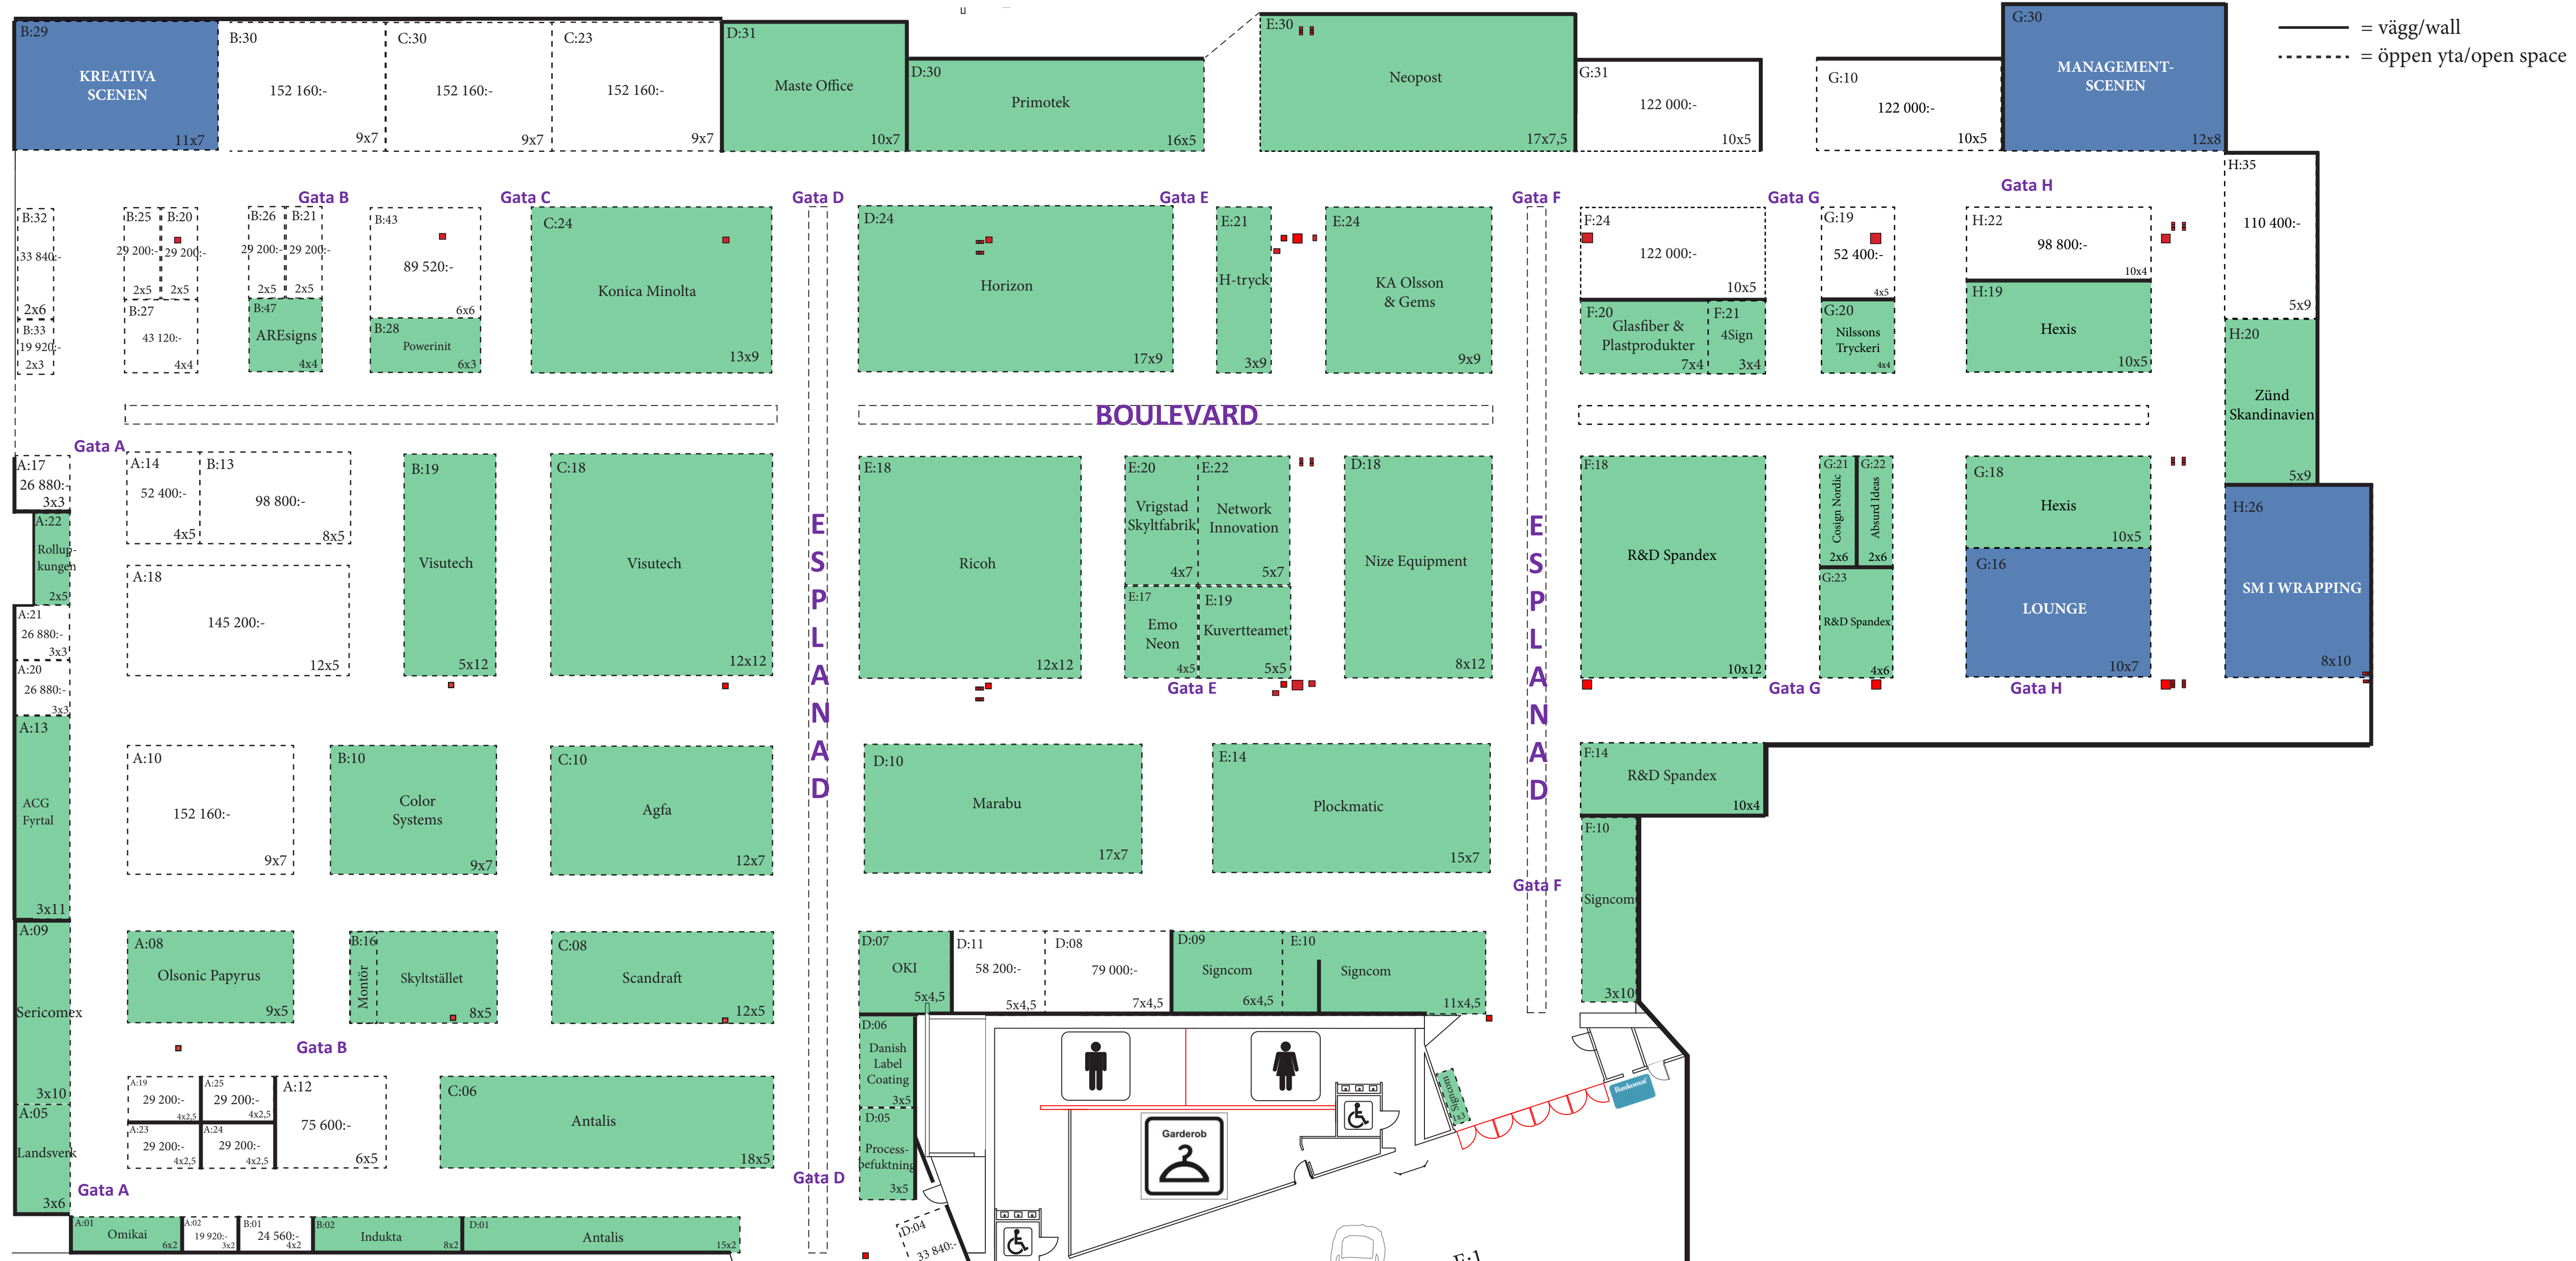 = vägg/wall
= öppen yta/open space
B:29
KREATIVA
SCENEN
11x7
B:30
152 160:-
9x7
C:30
152 160:-
9x7
C:23
152 160:-
9x7
D:31
Maste Office
10x7
D:30
Primotek
16x5
E:30
Neopost
17x7,5
G:31
122 000:-
10x5
G:10
122 000:-
10x5
G:30
MANAGEMENT-
SCENEN
12x8
H:35
110 400:-
5x9
Gata B
Gata C
Gata D
Gata E
Gata F
Gata G
Gata H
B:32
33 840:-
2x6
B:33
19 920:-
2x3
B:25
29 200:-
2x5
B:20
29 200:-
2x5
B:27
43 120:-
4x4
B:26
29 200:-
2x5
B:21
29 200:-
2x5
B:47
AREsigns
4x4
B:43
89 520:-
6x6
B:28
Powerinit
6x3
C:24
Konica Minolta
13x9
D:24
Horizon
17x9
E:21
H-tryck
3x9
E:24
KA Olsson
& Gems
9x9
F:24
122 000:-
10x5
F:20
Glasfiber &
Plastprodukter
7x4
F:21
4Sign
3x4
G:19
52 400:-
4x5
G:20
Nilssons
Tryckeri
4x4
H:22
98 800:-
10x4
H:19
Hexis
10x5
H:20
Zünd
Skandinavien
5x9
BOULEVARD
Gata A
A:17
26 880:-
3x3
A:22
Rollup-
kungen
2x5
A:21
26 880:-
3x3
A:20
26 880:-
3x3
A:14
52 400:-
4x5
B:13
98 800:-
8x5
A:18
145 200:-
12x5
B:19
Visutech
5x12
C:18
Visutech
12x12
ESPLANAD
E:18
Ricoh
12x12
E:20
Vrigstad
Skyltfabrik
4x7
E:22
Network
Innovation
5x7
E:17
Emo
Neon
4x5
E:19
Kuvertteamet
5x5
Gata E
D:18
Nize Equipment
8x12
ESPLANAD
F:18
R&D Spandex
10x12
G:21
Cosign Nordic
2x6
G:22
Absurd Ideas
2x6
G:23
R&D Spandex
4x6
Gata G
G:18
Hexis
10x5
G:16
LOUNGE
10x7
Gata H
H:26
SM I WRAPPING
8x10
A:13
ACG
Fyrtal
3x11
A:10
152 160:-
9x7
B:10
Color
Systems
9x7
C:10
Agfa
12x7
D:10
Marabu
17x7
E:14
Plockmatic
15x7
F:14
R&D Spandex
10x4
F:10
Signcom
3x10
Gata F
A:09
Sericomex
3x10
A:08
Olsonic Papyrus
9x5
B:16
Montör
Skyltstället
8x5
C:08
Scandraft
12x5
D:07
OKI
5x4,5
D:11
58 200:-
5x4,5
D:08
79 000:-
7x4,5
D:09
Signcom
6x4,5
E:10
Signcom
11x4,5
Gata B
D:06
Danish
Label
Coating
3x5
D:05
Process-
befuktning
3x5
Signcom
1x3
Bankomat
Garderob
A:05
Landsverk
3x6
A:19
29 200:-
4x2,5
A:25
29 200:-
4x2,5
A:23
29 200:-
4x2,5
A:24
29 200:-
4x2,5
A:12
75 600:-
6x5
C:06
Antalis
18x5
Gata D
Gata A
A:01
Omikai
6x2
A:02
19 920:-
3x2
B:01
24 560:-
4x2
B:02
Indukta
8x2
D:01
Antalis
15x2
D:04
33 840:-
E:1